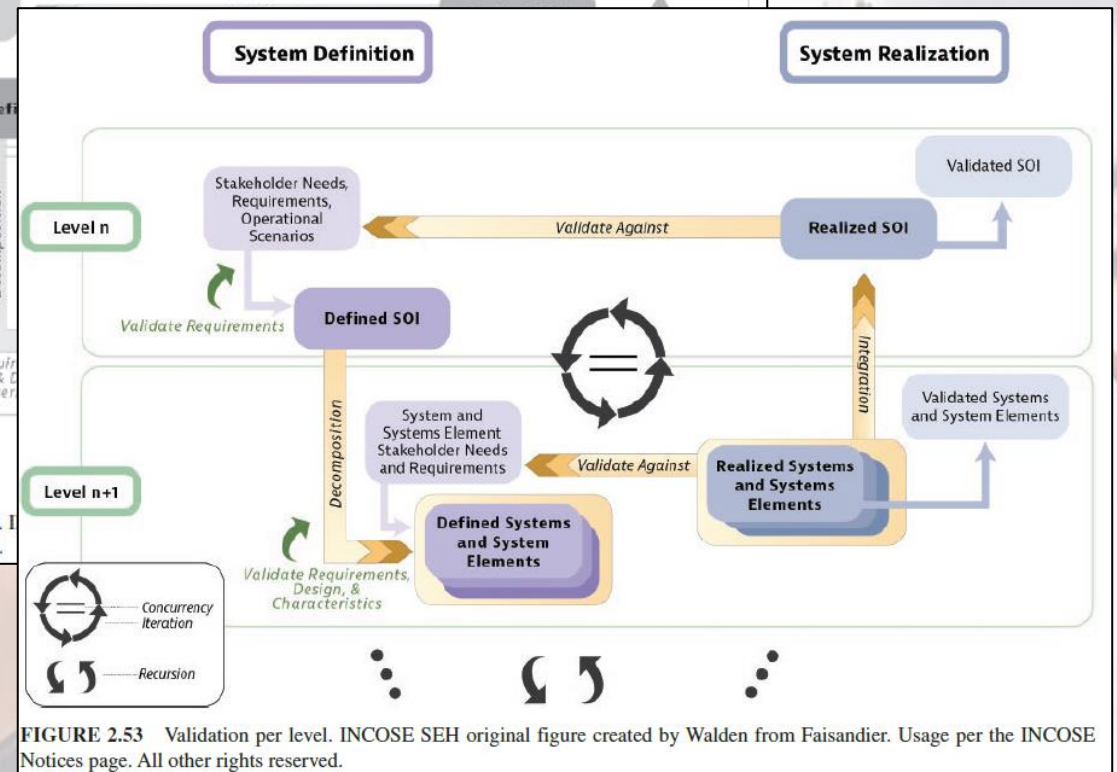 System Definition
System Realization
Level n
Stakeholder Needs,
Requirements,
Operational
Scenarios
Validate Against
Realized SOI
Validated SOI
Validate Requirements
Defined SOI
Integration
Decomposition
Level n+1
System and
Systems Element
Stakeholder Needs
and Requirements
Validate Against
Realized Systems
and Systems
Elements
Validated Systems
and System Elements
Defined Systems
and System
Elements
Validate Requirements,
Design, &
Characteristics
Concurrency
Iteration
Recursion
FIGURE 2.53 Validation per level. INCOSE SEH original figure created by Walden from Faisandier. Usage per the INCOSE
Notices page. All other rights reserved.